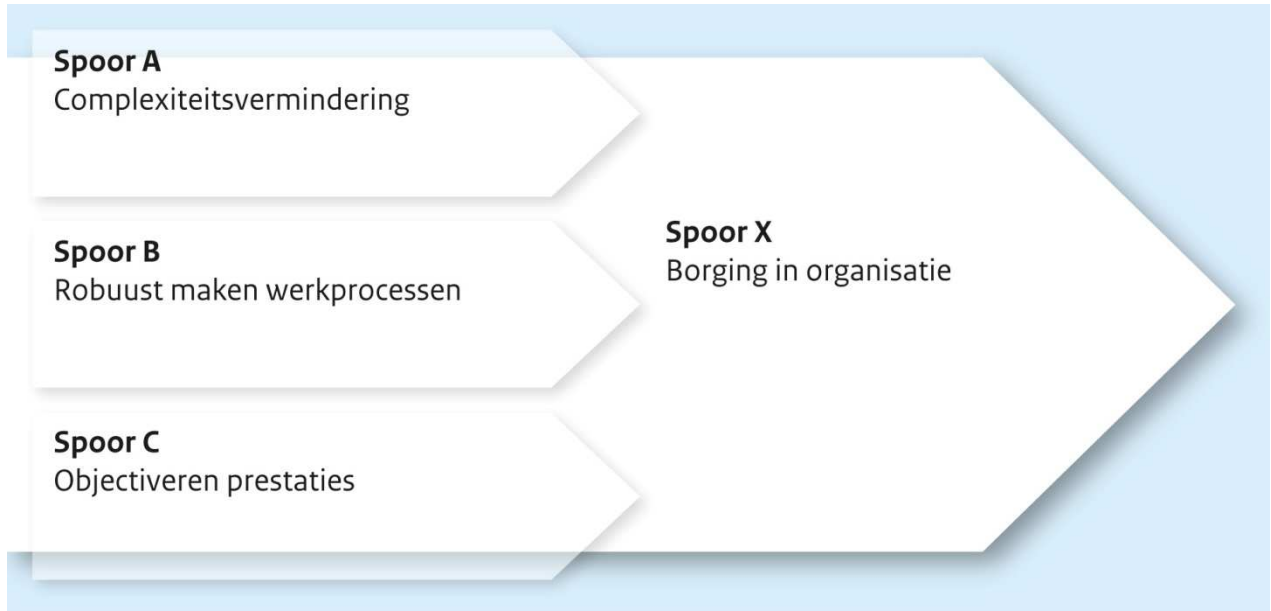 Spoor A
Complexiteitsvermindering
Spoor B
Robuust maken werkprocessen
Spoor C
Objectiveren prestaties
Spoor X
Borging in organisatie